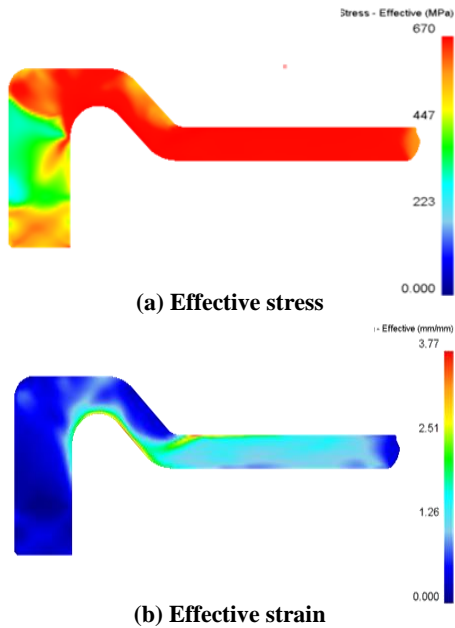 Stress - Effective (MPa)
670
447
223
0.000
(a) Effective stress
- Effective (mm/mm)
3.77
2.51
1.26
0.000
(b) Effective strain